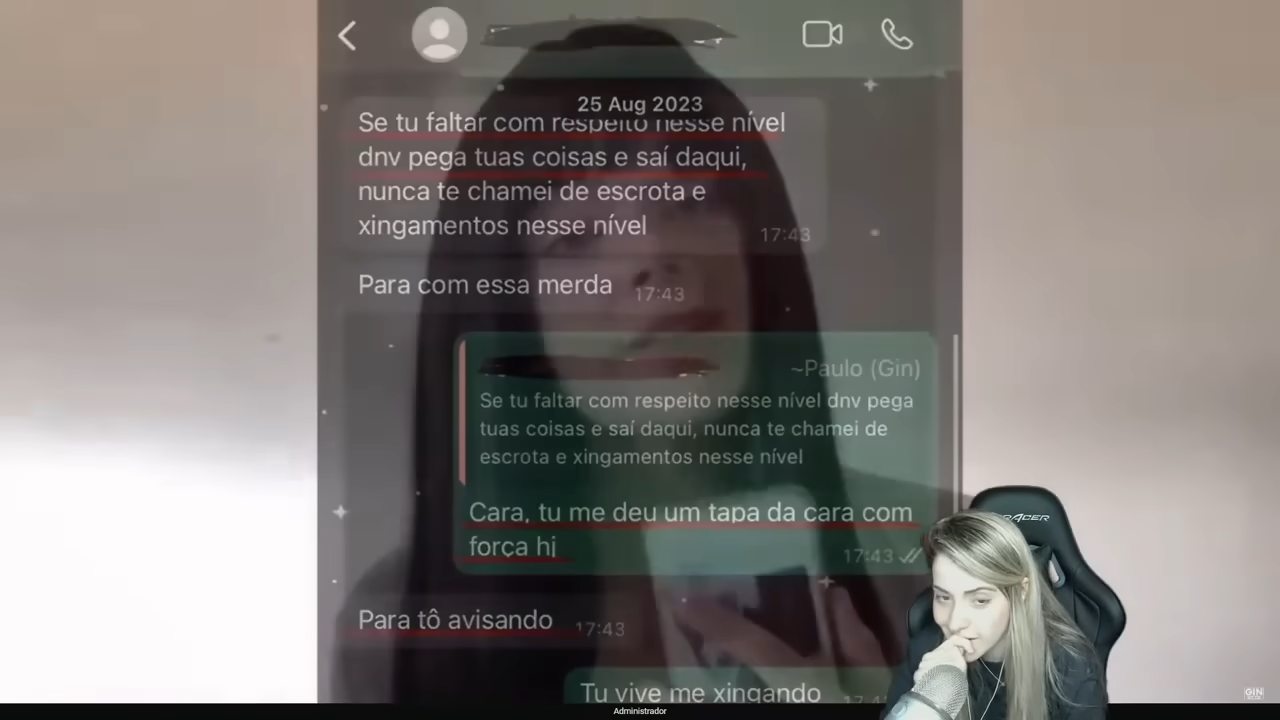 25 Aug 2023
Se tu faltar com respeito nesse nível
dnv pega tuas coisas e saí daqui,
nunca te chamei de escrota e
xingamentos nesse nível
17:43
Para com essa merda
17:43
~Paulo (Gin)
Se tu faltar com respeito nesse nível dnv pega
tuas coisas e saí daqui, nunca te chamei de
escrota e xingamentos nesse nível
Cara, tu me deu um tapa da cara com
força hj
17:43
Para tô avisando
17:43
Tu vive me xingando
GIN
Administrador